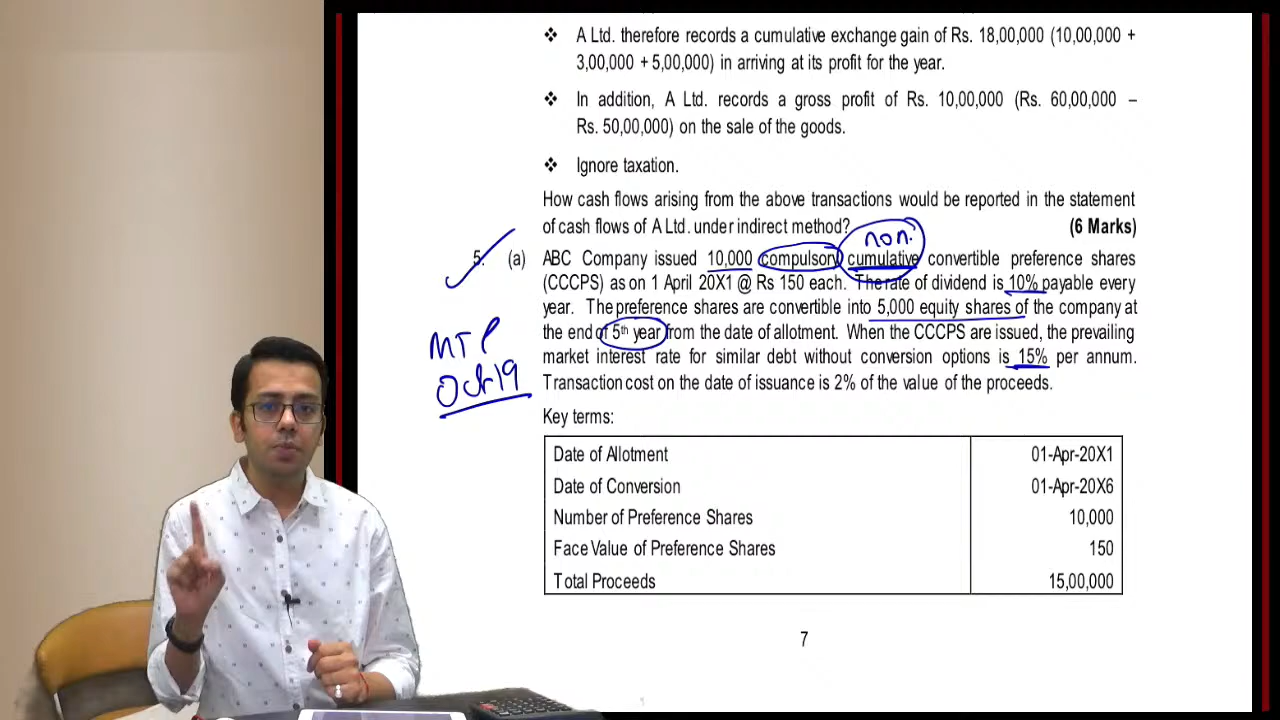 ❖ A Ltd. therefore records a cumulative exchange gain of Rs. 18,00,000 (10,00,000 +
3,00,000 + 5,00,000) in arriving at its profit for the year.
❖ In addition, A Ltd. records a gross profit of Rs. 10,00,000 (Rs. 60,00,000 –
Rs. 50,00,000) on the sale of the goods.
❖ Ignore taxation.
How cash flows arising from the above transactions would be reported in the statement
of cash flows of A Ltd. under indirect method? (6 Marks)
non.
5. (a) ABC Company issued 10,000 compulsory cumulative convertible preference shares
(CCCPS) as on 1 April 20X1 @ Rs 150 each. The rate of dividend is 10% payable every
year. The preference shares are convertible into 5,000 equity shares of the company at
the end of 5th year from the date of allotment. When the CCCPS are issued, the prevailing
market interest rate for similar debt without conversion options is 15% per annum.
Transaction cost on the date of issuance is 2% of the value of the proceeds.
MTP
Oct 19
Key terms:
Date of Allotment 01-Apr-20X1
Date of Conversion 01-Apr-20X6
Number of Preference Shares 10,000
Face Value of Preference Shares 150
Total Proceeds 15,00,000
7